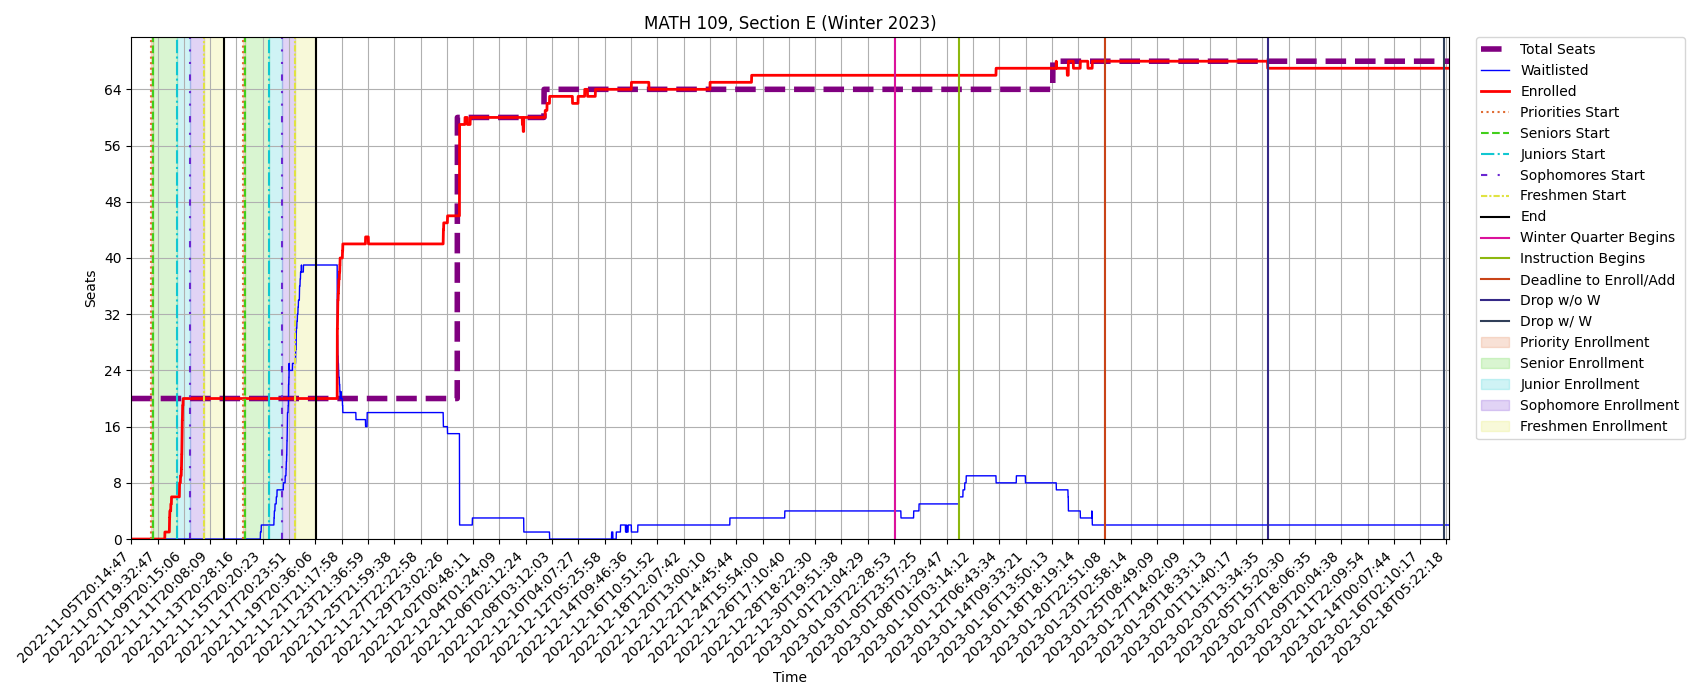 MATH 109, Section E (Winter 2023)
Seats
64
56
48
40
32
24
16
8
0
2022-11-05T20:14:47
2022-11-07T19:32:47
2022-11-09T20:15:06
2022-11-11T20:08:09
2022-11-13T20:28:16
2022-11-15T20:20:23
2022-11-17T20:23:51
2022-11-19T20:36:05
2022-11-21T21:17:58
2022-11-23T21:36:59
2022-11-25T21:59:38
2022-11-27T22:22:58
2022-11-29T23:02:26
2022-12-02T00:48:11
2022-12-04T01:24:09
2022-12-06T02:12:24
2022-12-08T03:12:03
2022-12-10T04:07:27
2022-12-12T05:25:58
2022-12-14T09:46:36
2022-12-16T10:51:52
2022-12-18T12:07:42
2022-12-20T13:00:10
2022-12-22T14:45:44
2022-12-24T15:54:00
2022-12-26T17:10:40
2022-12-28T18:22:30
2022-12-30T19:51:38
2023-01-01T21:04:29
2023-01-03T22:28:53
2023-01-05T23:57:25
2023-01-08T01:29:47
2023-01-10T03:14:12
2023-01-12T06:43:34
2023-01-14T09:33:21
2023-01-16T13:50:13
2023-01-18T18:19:14
2023-01-20T22:51:08
2023-01-23T02:58:14
2023-01-25T08:49:09
2023-01-27T14:02:09
2023-01-29T18:33:13
2023-02-01T11:40:17
2023-02-03T13:34:35
2023-02-05T15:20:30
2023-02-07T18:06:35
2023-02-09T20:04:38
2023-02-11T22:09:54
2023-02-14T00:07:44
2023-02-16T02:10:17
2023-02-18T05:22:18
Time
Total Seats
Waitlisted
Enrolled
Priorities Start
Seniors Start
Juniors Start
Sophomores Start
Freshmen Start
End
Winter Quarter Begins
Instruction Begins
Deadline to Enroll/Add
Drop w/o W
Drop w/ W
Priority Enrollment
Senior Enrollment
Junior Enrollment
Sophomore Enrollment
Freshmen Enrollment